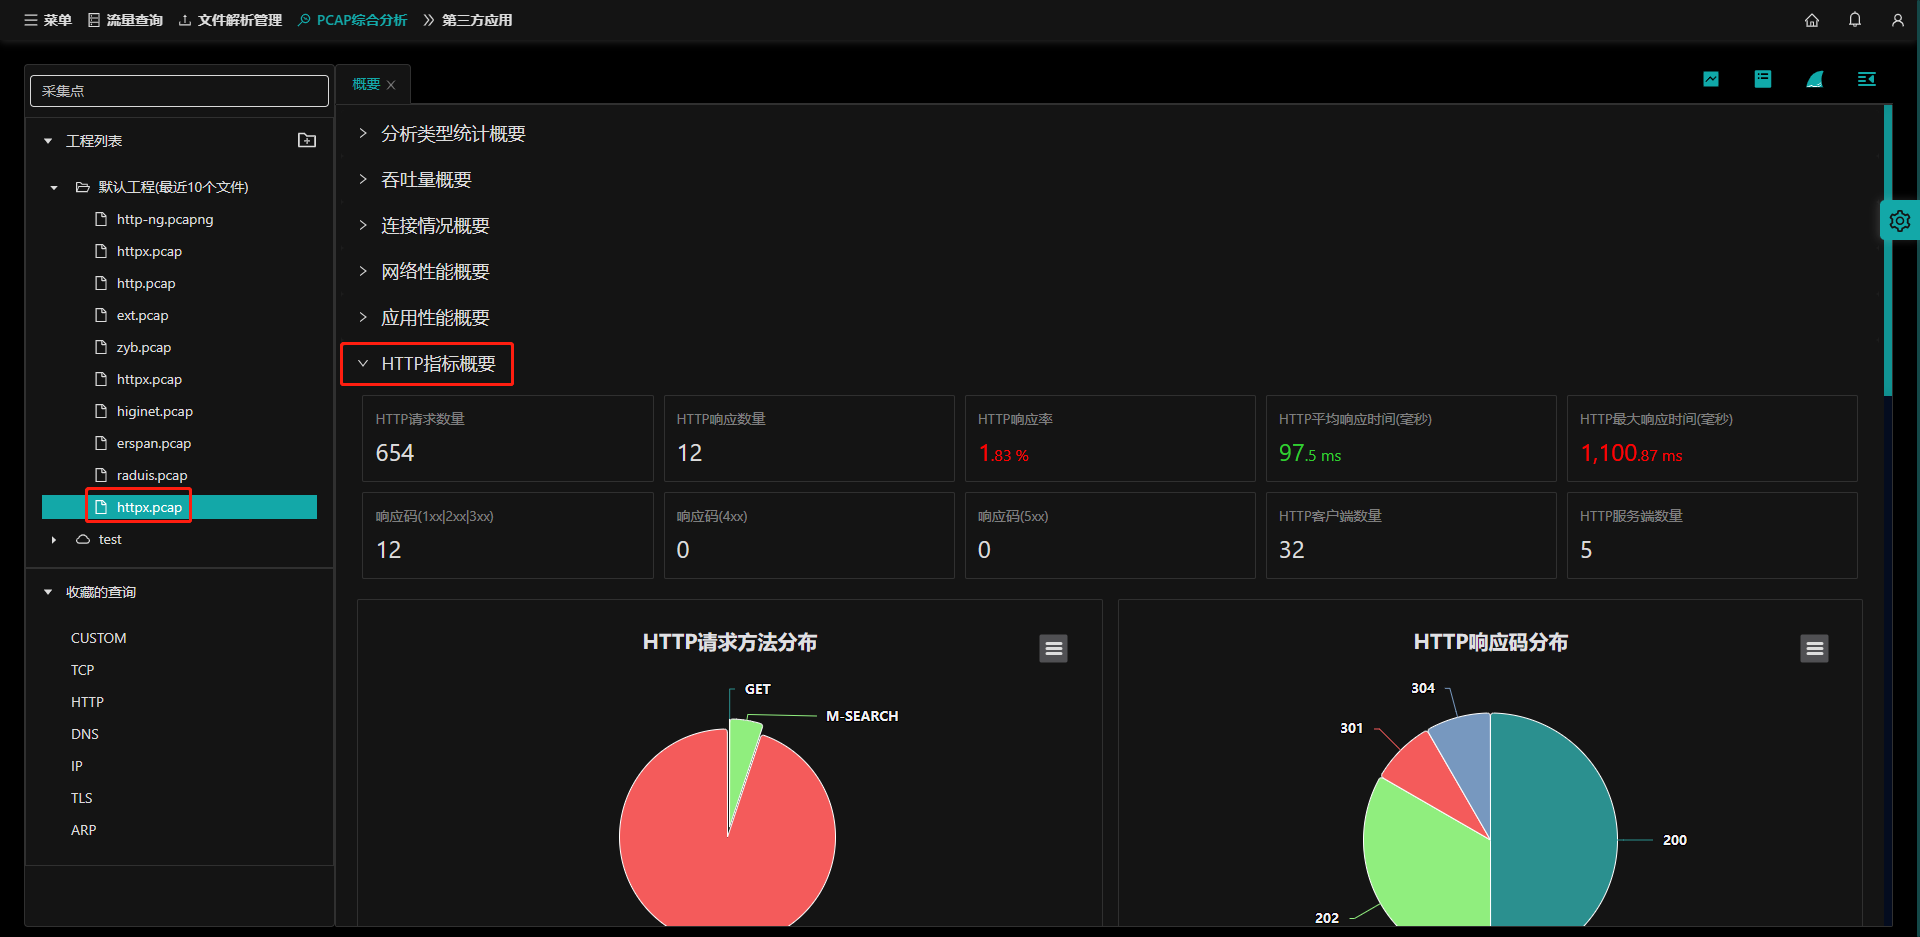 菜单 流量查询 文件解析管理 PCAP综合分析 第三方应用
采集点
工程列表
默认工程(最近10个文件)
http-ng.pcapng
httpx.pcap
http.pcap
ext.pcap
zyb.pcap
httpx.pcap
higinet.pcap
erspan.pcap
raduis.pcap
httpx.pcap
test
收藏的查询
CUSTOM
TCP
HTTP
DNS
IP
TLS
ARP
概要
分析类型统计概要
吞吐量概要
连接情况概要
网络性能概要
应用性能概要
HTTP指标概要
HTTP请求数量 HTTP响应数量 HTTP响应率 HTTP平均响应时间(毫秒) HTTP最大响应时间(毫秒)
654 12 1.83 % 97.5 ms 1,100.87 ms
响应码(1xx|2xx|3xx) 响应码(4xx) 响应码(5xx) HTTP客户端数量 HTTP服务端数量
12 0 0 32 5
HTTP请求方法分布
GET
M-SEARCH
HTTP响应码分布
304
301
200
202